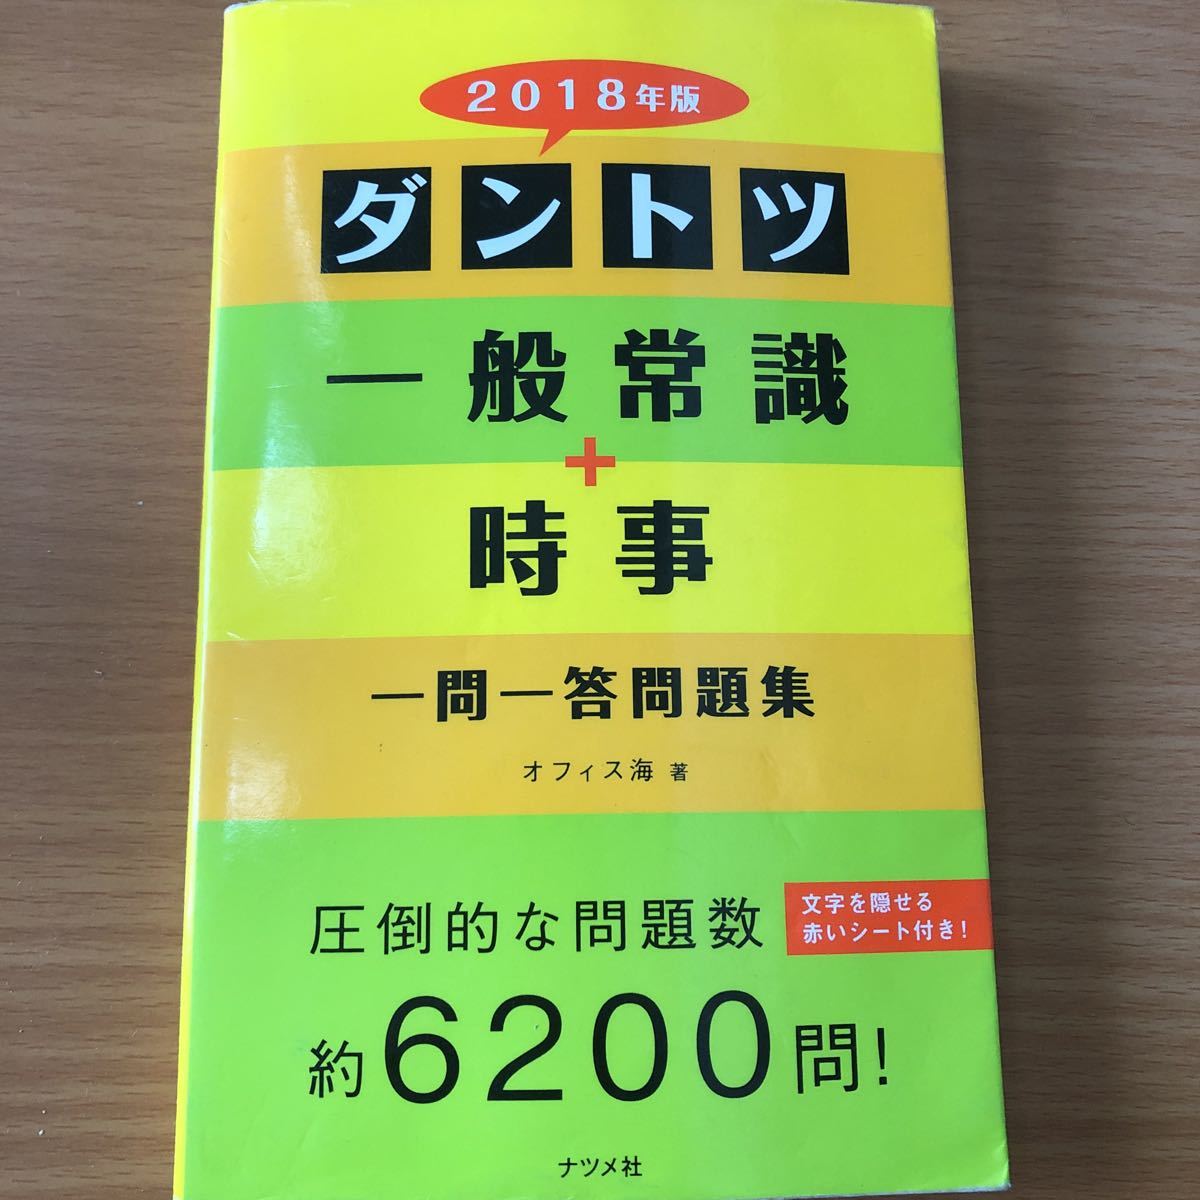 2018年版
ダントツ
一般常識
+
時事
一問一答問題集
オフィス海 著
圧倒的な問題数
文字を隠せる
赤いシート付き!
約6200問!
ナツメ社